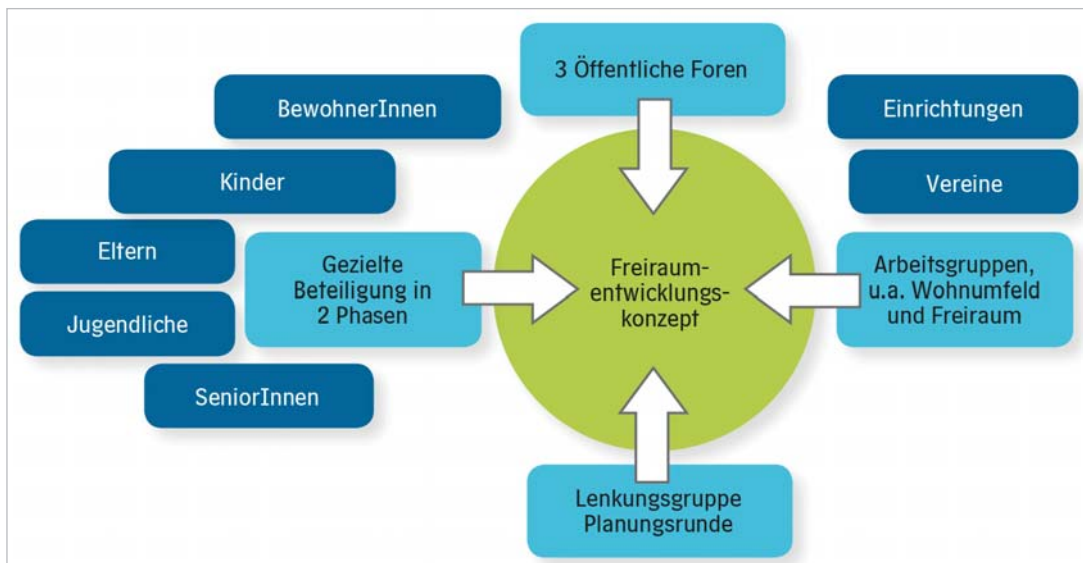 3 Öffentliche Foren
BewohnerInnen
Kinder
Eltern
Jugendliche
SeniorInnen
Gezielte
Beteiligung in
2 Phasen
Freiraum-
entwicklungs-
konzept
Einrichtungen
Vereine
Arbeitsgruppen,
u.a. Wohnumfeld
und Freiraum
Lenkungsgruppe
Planungsrunde